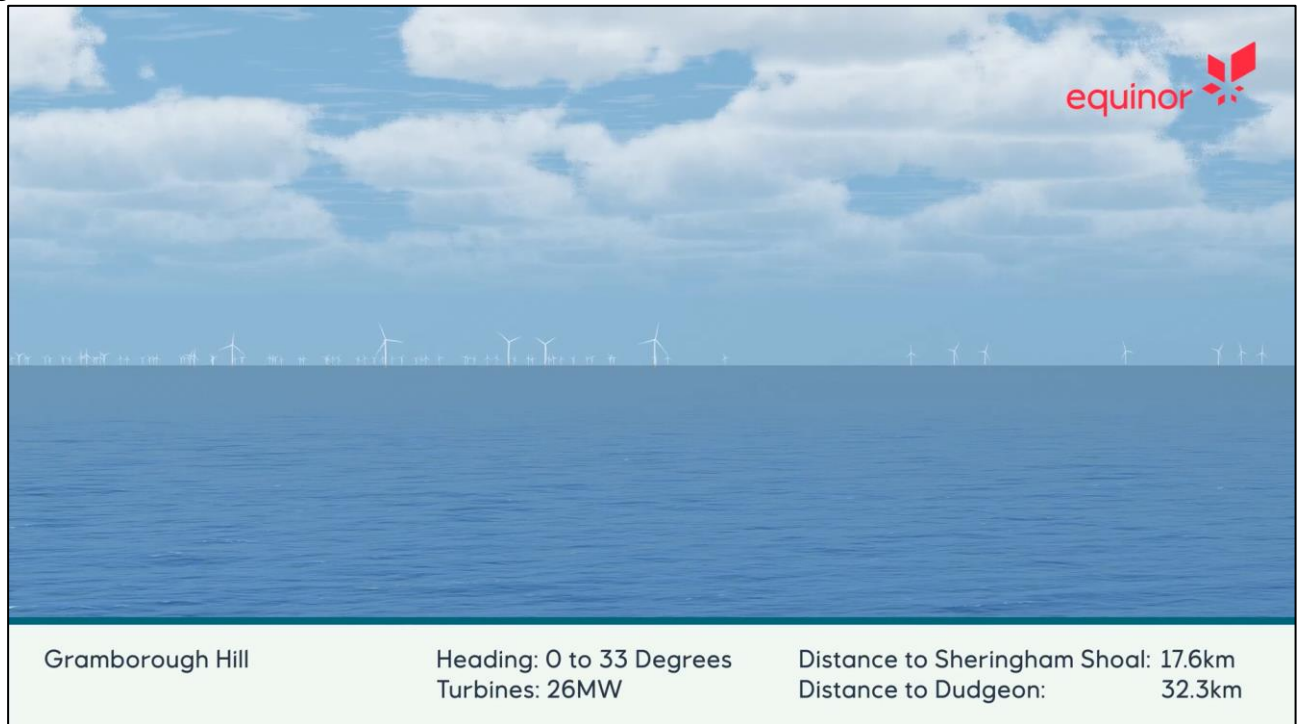 equinor
Gramborough Hill
Heading: 0 to 33 Degrees
Turbines: 26MW
Distance to Sheringham Shoal: 17.6km
Distance to Dudgeon: 32.3km